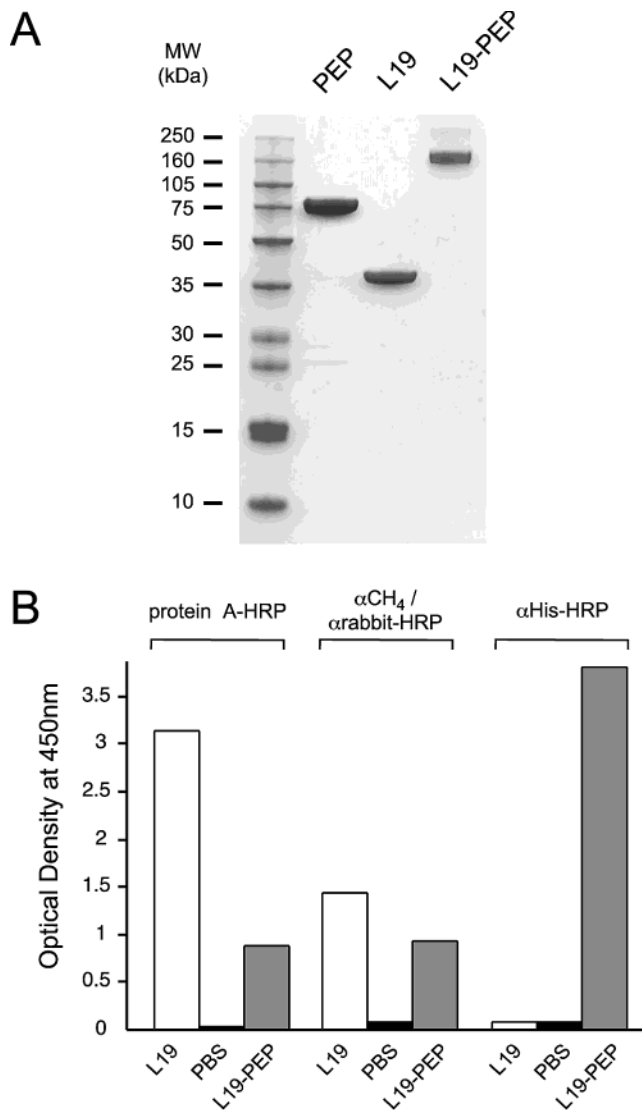 A
MW
(kDa)
PEP
L19
L19-PEP
250
160
105
75
50
35
30
25
15
10
B
protein A-HRP
αCH₄ /
αrabbit-HRP
αHis-HRP
Optical Density at 450nm
3.5
3
2.5
2
1.5
1
0.5
0
L19
PBS
L19-PEP
L19
PBS
L19-PEP
L19
PBS
L19-PEP